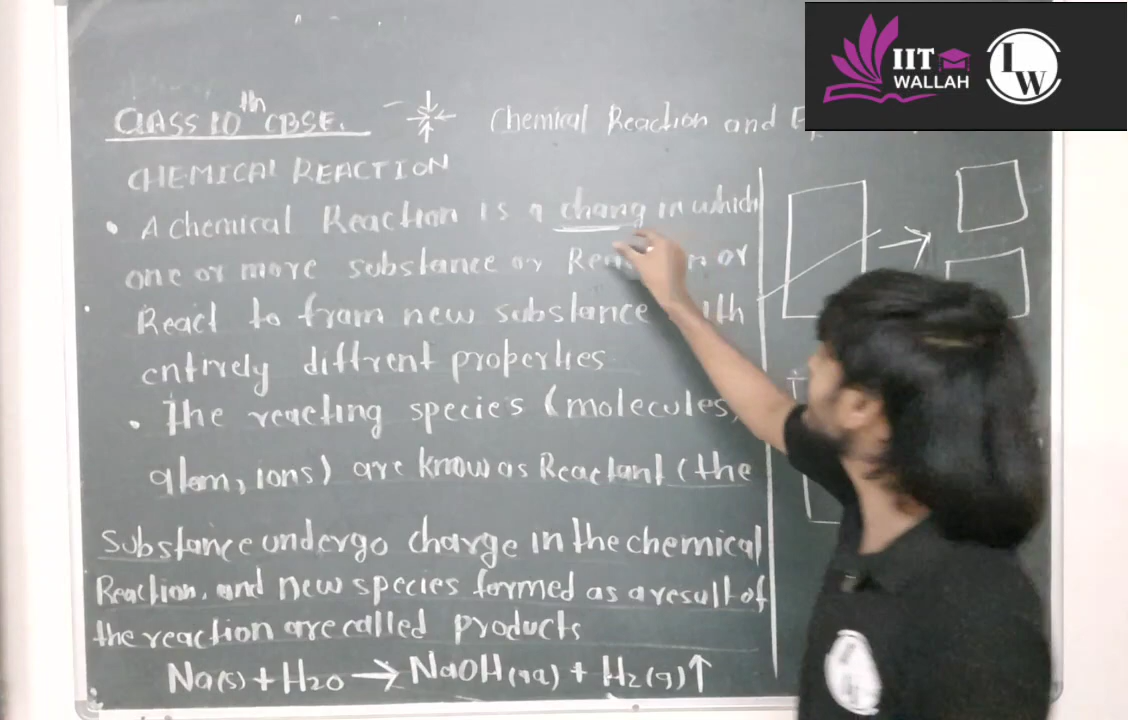 IIT
WALLAH
LW
CLASS 10th CBSE.
Chemical Reaction and
CHEMICAL REACTION
• A chemical Reaction is a chang in which
one or more substance or or
React to fram new substance
entirely diffrent properties
• The reacting species (molecules,
atom, ions) are know as Reactant (the
substance undergo change in the chemical
Reaction, and new species formed as a result of
the reaction are called products
Na(s) + H2O → NaOH(aq) + H2(g)↑